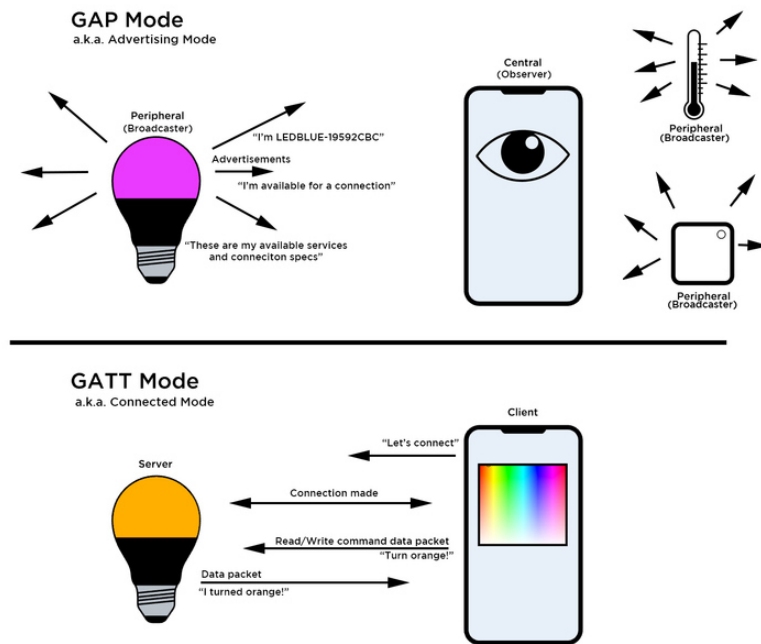 GAP Mode
a.k.a. Advertising Mode
Peripheral
(Broadcaster)
“I’m LEDBLUE-19592CBC”
Advertisements
“I’m available for a connection”
“These are my available services
and conneciton specs”
Central
(Observer)
Peripheral
(Broadcaster)
Peripheral
(Broadcaster)
GATT Mode
a.k.a. Connected Mode
Server
Client
“Let’s connect”
Connection made
Read/Write command data packet
“Turn orange!”
Data packet
“I turned orange!”